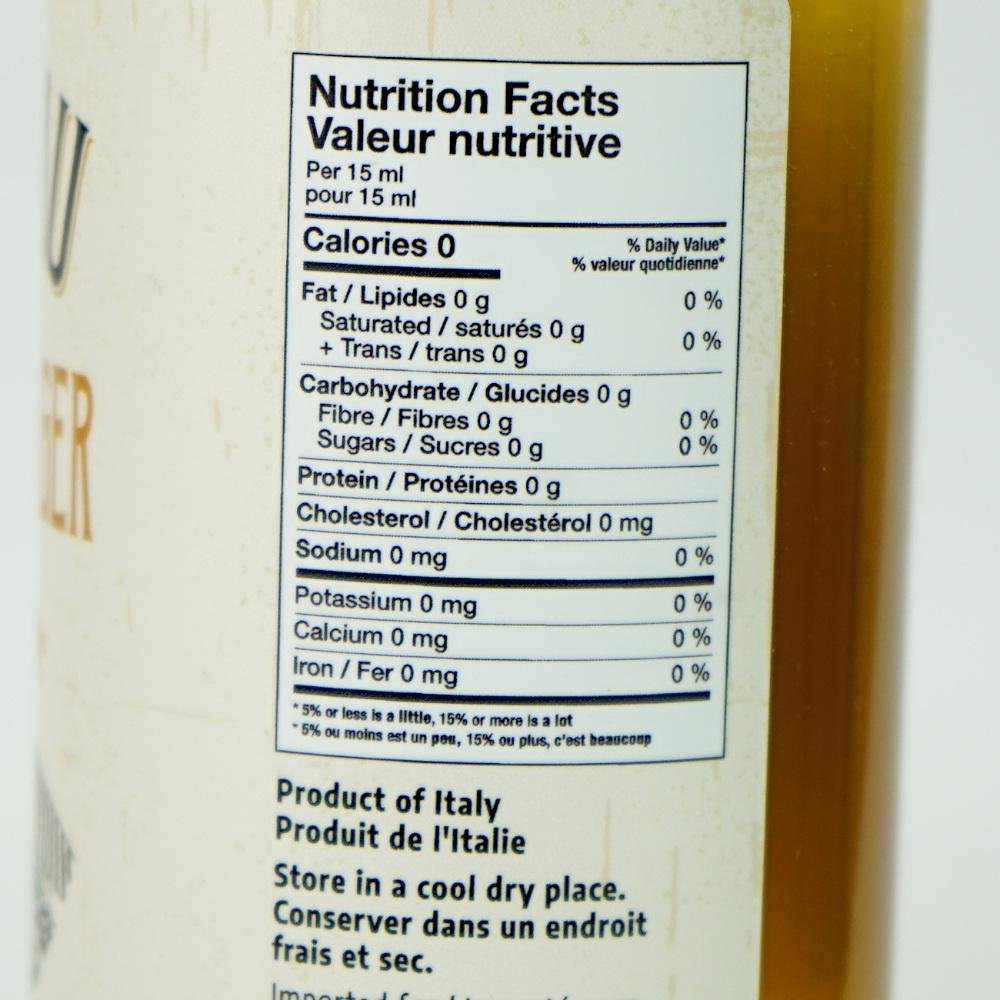 Nutrition Facts
Valeur nutritive
Per 15 ml
pour 15 ml
Calories 0
% Daily Value*
% valeur quotidienne*
Fat / Lipides 0 g 0 %
Saturated / saturés 0 g
+ Trans / trans 0 g 0 %
Carbohydrate / Glucides 0 g
Fibre / Fibres 0 g 0 %
Sugars / Sucres 0 g 0 %
Protein / Protéines 0 g
Cholesterol / Cholestérol 0 mg
Sodium 0 mg 0 %
Potassium 0 mg 0 %
Calcium 0 mg 0 %
Iron / Fer 0 mg 0 %
* 5% or less is a little, 15% or more is a lot
* 5% ou moins est un peu, 15% ou plus, c'est beaucoup
Product of Italy
Produit de l'Italie
Store in a cool dry place.
Conserver dans un endroit
frais et sec.